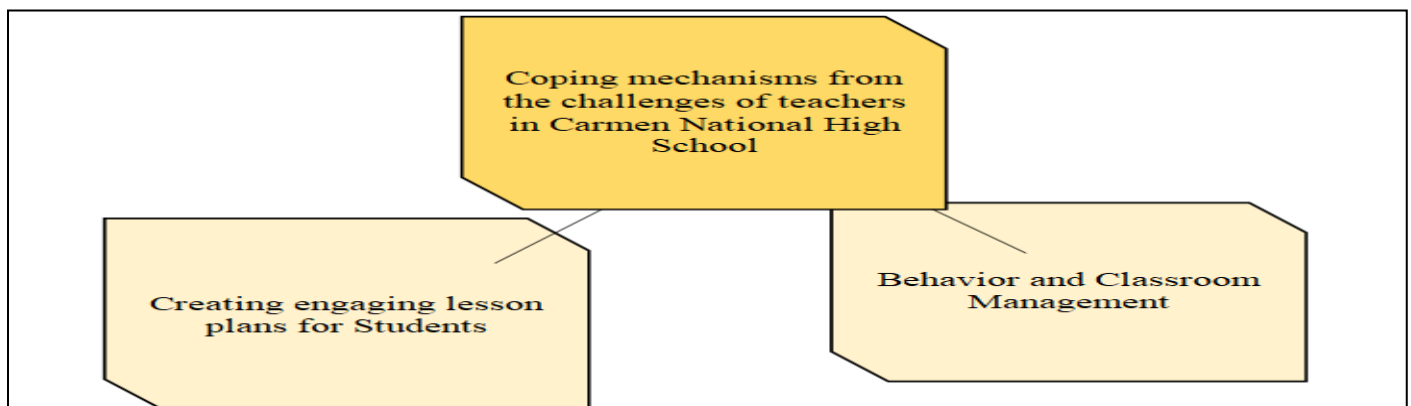 Coping mechanisms from
the challenges of teachers
in Carmen National High
School
Creating engaging lesson
plans for Students
Behavior and Classroom
Management